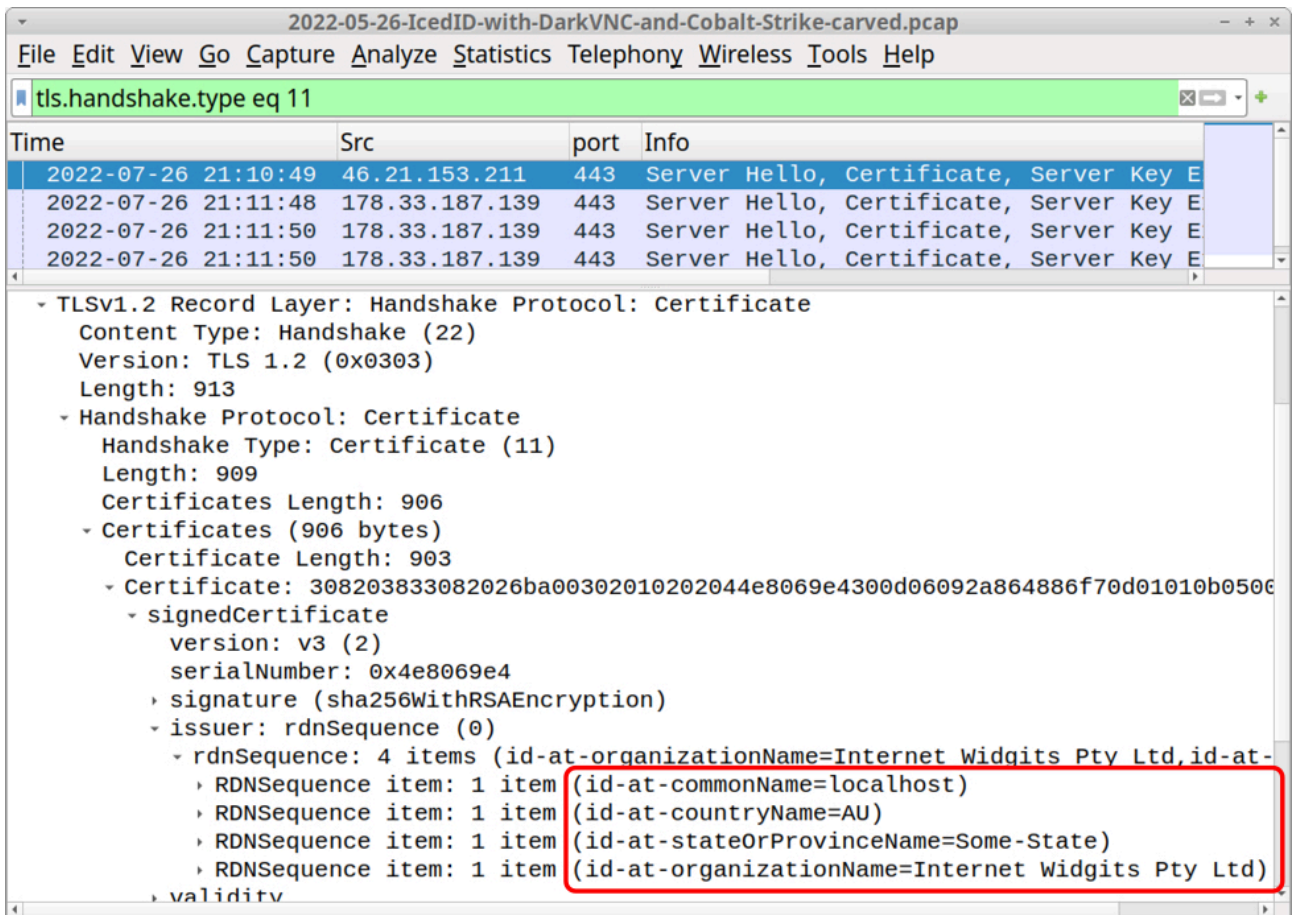 2022-05-26-IcedID-with-DarkVNC-and-Cobalt-Strike-carved.pcap
File Edit View Go Capture Analyze Statistics Telephony Wireless Tools Help
tls.handshake.type eq 11
Time Src port Info
2022-07-26 21:10:49 46.21.153.211 443 Server Hello, Certificate, Server Key E
2022-07-26 21:11:48 178.33.187.139 443 Server Hello, Certificate, Server Key E
2022-07-26 21:11:50 178.33.187.139 443 Server Hello, Certificate, Server Key E
2022-07-26 21:11:50 178.33.187.139 443 Server Hello, Certificate, Server Key E
TLSv1.2 Record Layer: Handshake Protocol: Certificate
Content Type: Handshake (22)
Version: TLS 1.2 (0x0303)
Length: 913
Handshake Protocol: Certificate
Handshake Type: Certificate (11)
Length: 909
Certificates Length: 906
Certificates (906 bytes)
Certificate Length: 903
Certificate: 308203833082026ba00302010202044e8069e4300d06092a864886f70d01010b0500
signedCertificate
version: v3 (2)
serialNumber: 0x4e8069e4
signature (sha256WithRSAEncryption)
issuer: rdnSequence (0)
rdnSequence: 4 items (id-at-organizationName=Internet Widgits Pty Ltd,id-at-
RDNSequence item: 1 item (id-at-commonName=localhost)
RDNSequence item: 1 item (id-at-countryName=AU)
RDNSequence item: 1 item (id-at-stateOrProvinceName=Some-State)
RDNSequence item: 1 item (id-at-organizationName=Internet Widgits Pty Ltd)
validity